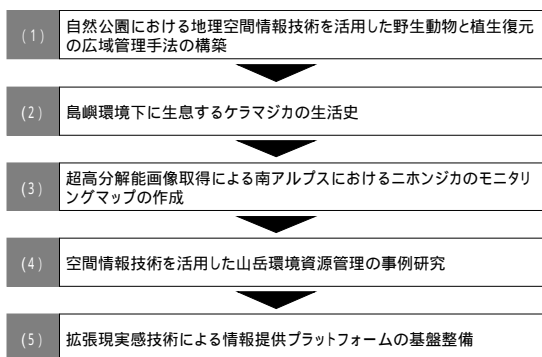 (1)
自然公園における地理空間情報技術を活用した野生動物と植生復元
の広域管理手法の構築
(2)
島嶼環境下に生息するケラマジカの生活史
(3)
超高分解能画像取得による南アルプスにおけるニホンジカのモニタリ
ングマップの作成
(4)
空間情報技術を活用した山岳環境資源管理の事例研究
(5)
拡張現実感技術による情報提供プラットフォームの基盤整備